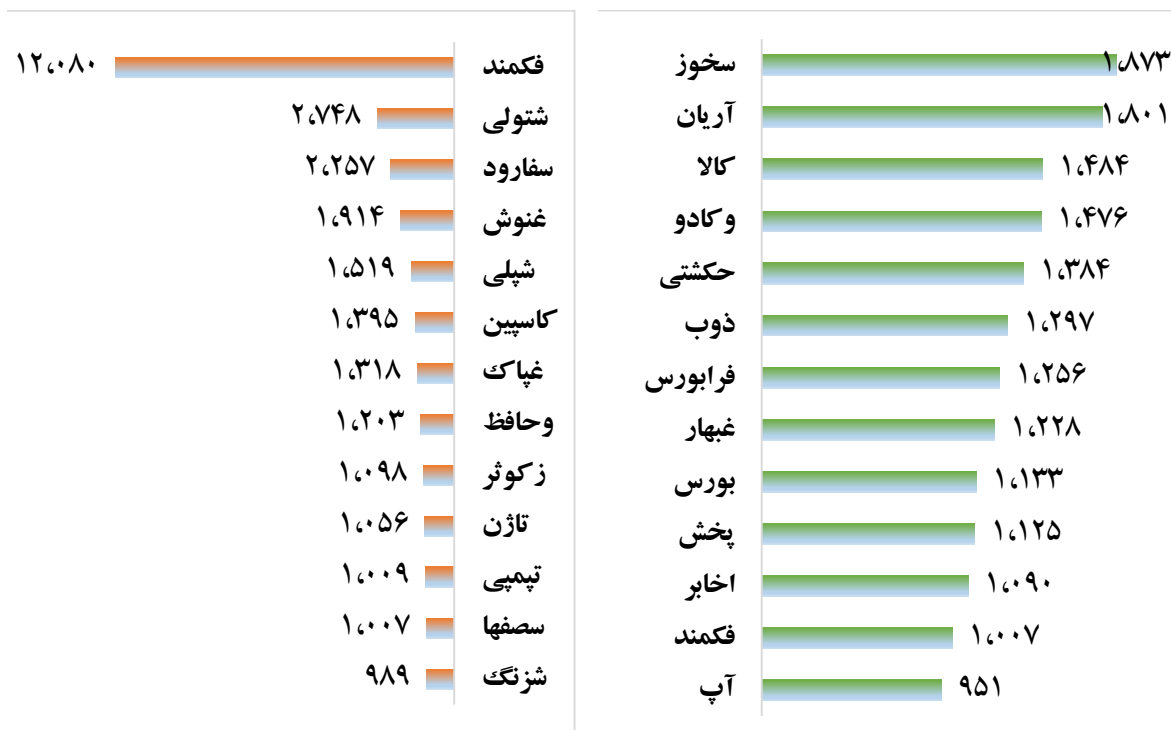 سخوز ۱،۸۷۳
آریان ۱،۸۰۱
کالا ۱،۴۸۴
وکادو ۱،۴۷۶
حکشتی ۱،۳۸۴
ذوب ۱،۲۹۷
فرابورس ۱،۲۵۶
غبهار ۱،۲۲۸
بورس ۱،۱۳۳
پخش ۱،۱۲۵
اخابر ۱،۰۹۰
فکمند ۱،۰۰۷
آپ ۹۵۱
فکمند ۱۲،۰۸۰
شتولی ۲،۷۴۸
سفارود ۲،۲۵۷
غنوش ۱،۹۱۴
شپلی ۱،۵۱۹
کاسپین ۱،۳۹۵
غپاک ۱،۳۱۸
وحافظ ۱،۲۰۳
زکوثر ۱،۰۹۸
تاژن ۱،۰۵۶
تپمپی ۱،۰۰۹
سصفها ۱،۰۰۷
شزنگ ۹۸۹